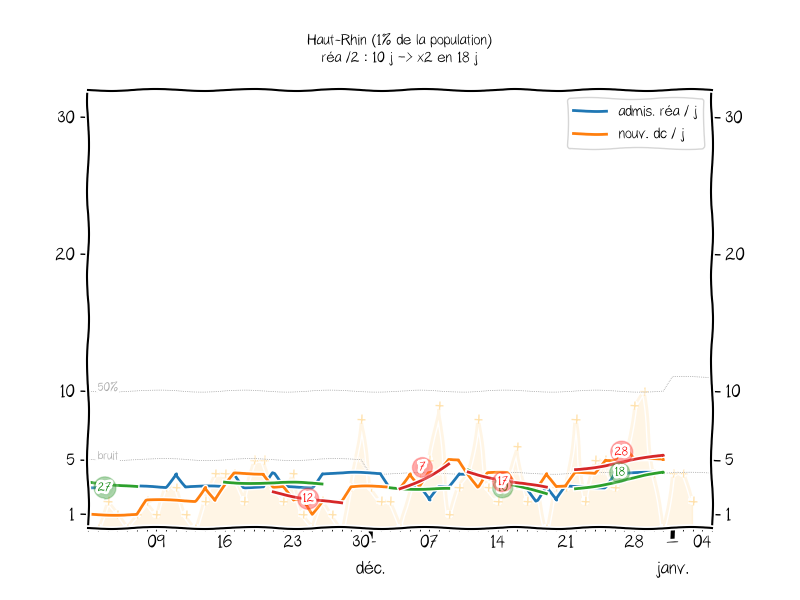 Haut-Rhin (1% de la population)
réa /2 : 10 j -> x2 en 18 j
admis. réa / j
nouv. dc / j
30 30
20 20
10 10
50%
5 5
bruit
1 1
27
12
7
17
28
18
09 16 23 30 07 14 21 28 04
déc. janv.